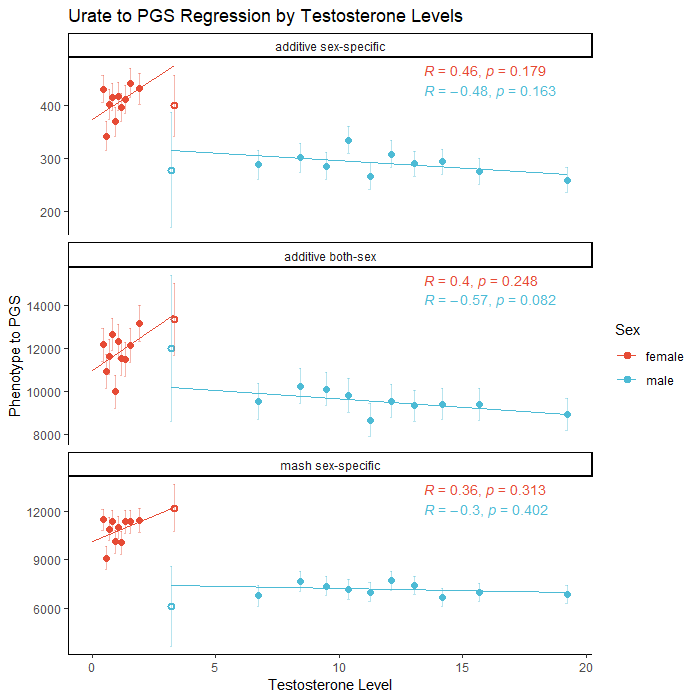 Urate to PGS Regression by Testosterone Levels
additive sex-specific
R = 0.46, p = 0.179
R = −0.48, p = 0.163
400
300
200
additive both-sex
R = 0.4, p = 0.248
R = −0.57, p = 0.082
14000
12000
10000
8000
Phenotype to PGS
Sex
female
male
mash sex-specific
R = 0.36, p = 0.313
R = −0.3, p = 0.402
12000
9000
6000
0 5 10 15 20
Testosterone Level